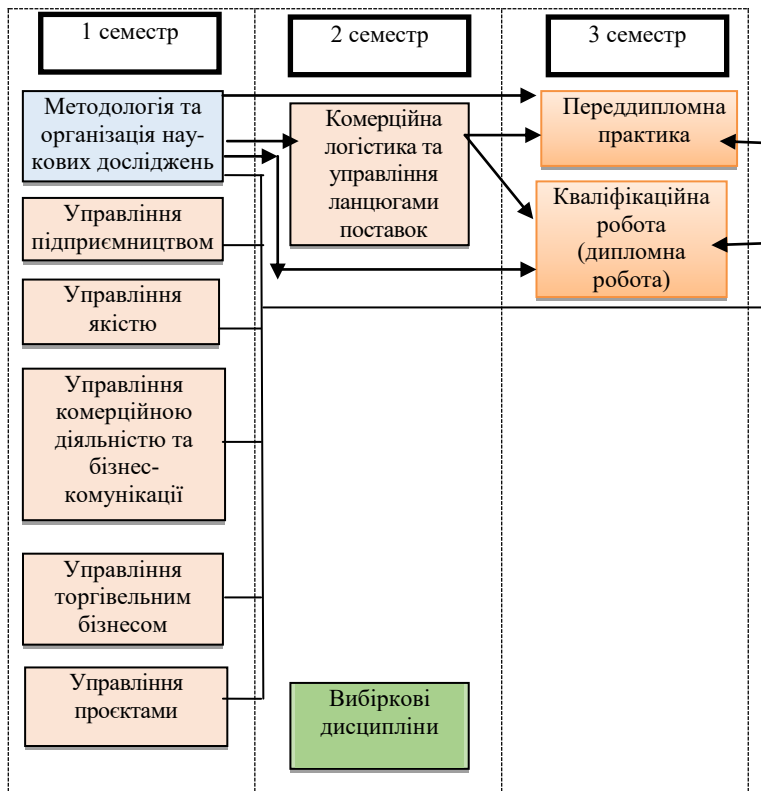 1 семестр
2 семестр
3 семестр
Методологія та
організація нау-
кових досліджень
Управління
підприємництвом
Управління
якістю
Управління
комерційною
діяльністю та
бізнес-
комунікації
Управління
торгівельним
бізнесом
Управління
проєктами
Комерційна
логістика та
управління
ланцюгами
поставок
Вибіркові
дисципліни
Переддипломна
практика
Кваліфікаційна
робота
(дипломна
робота)